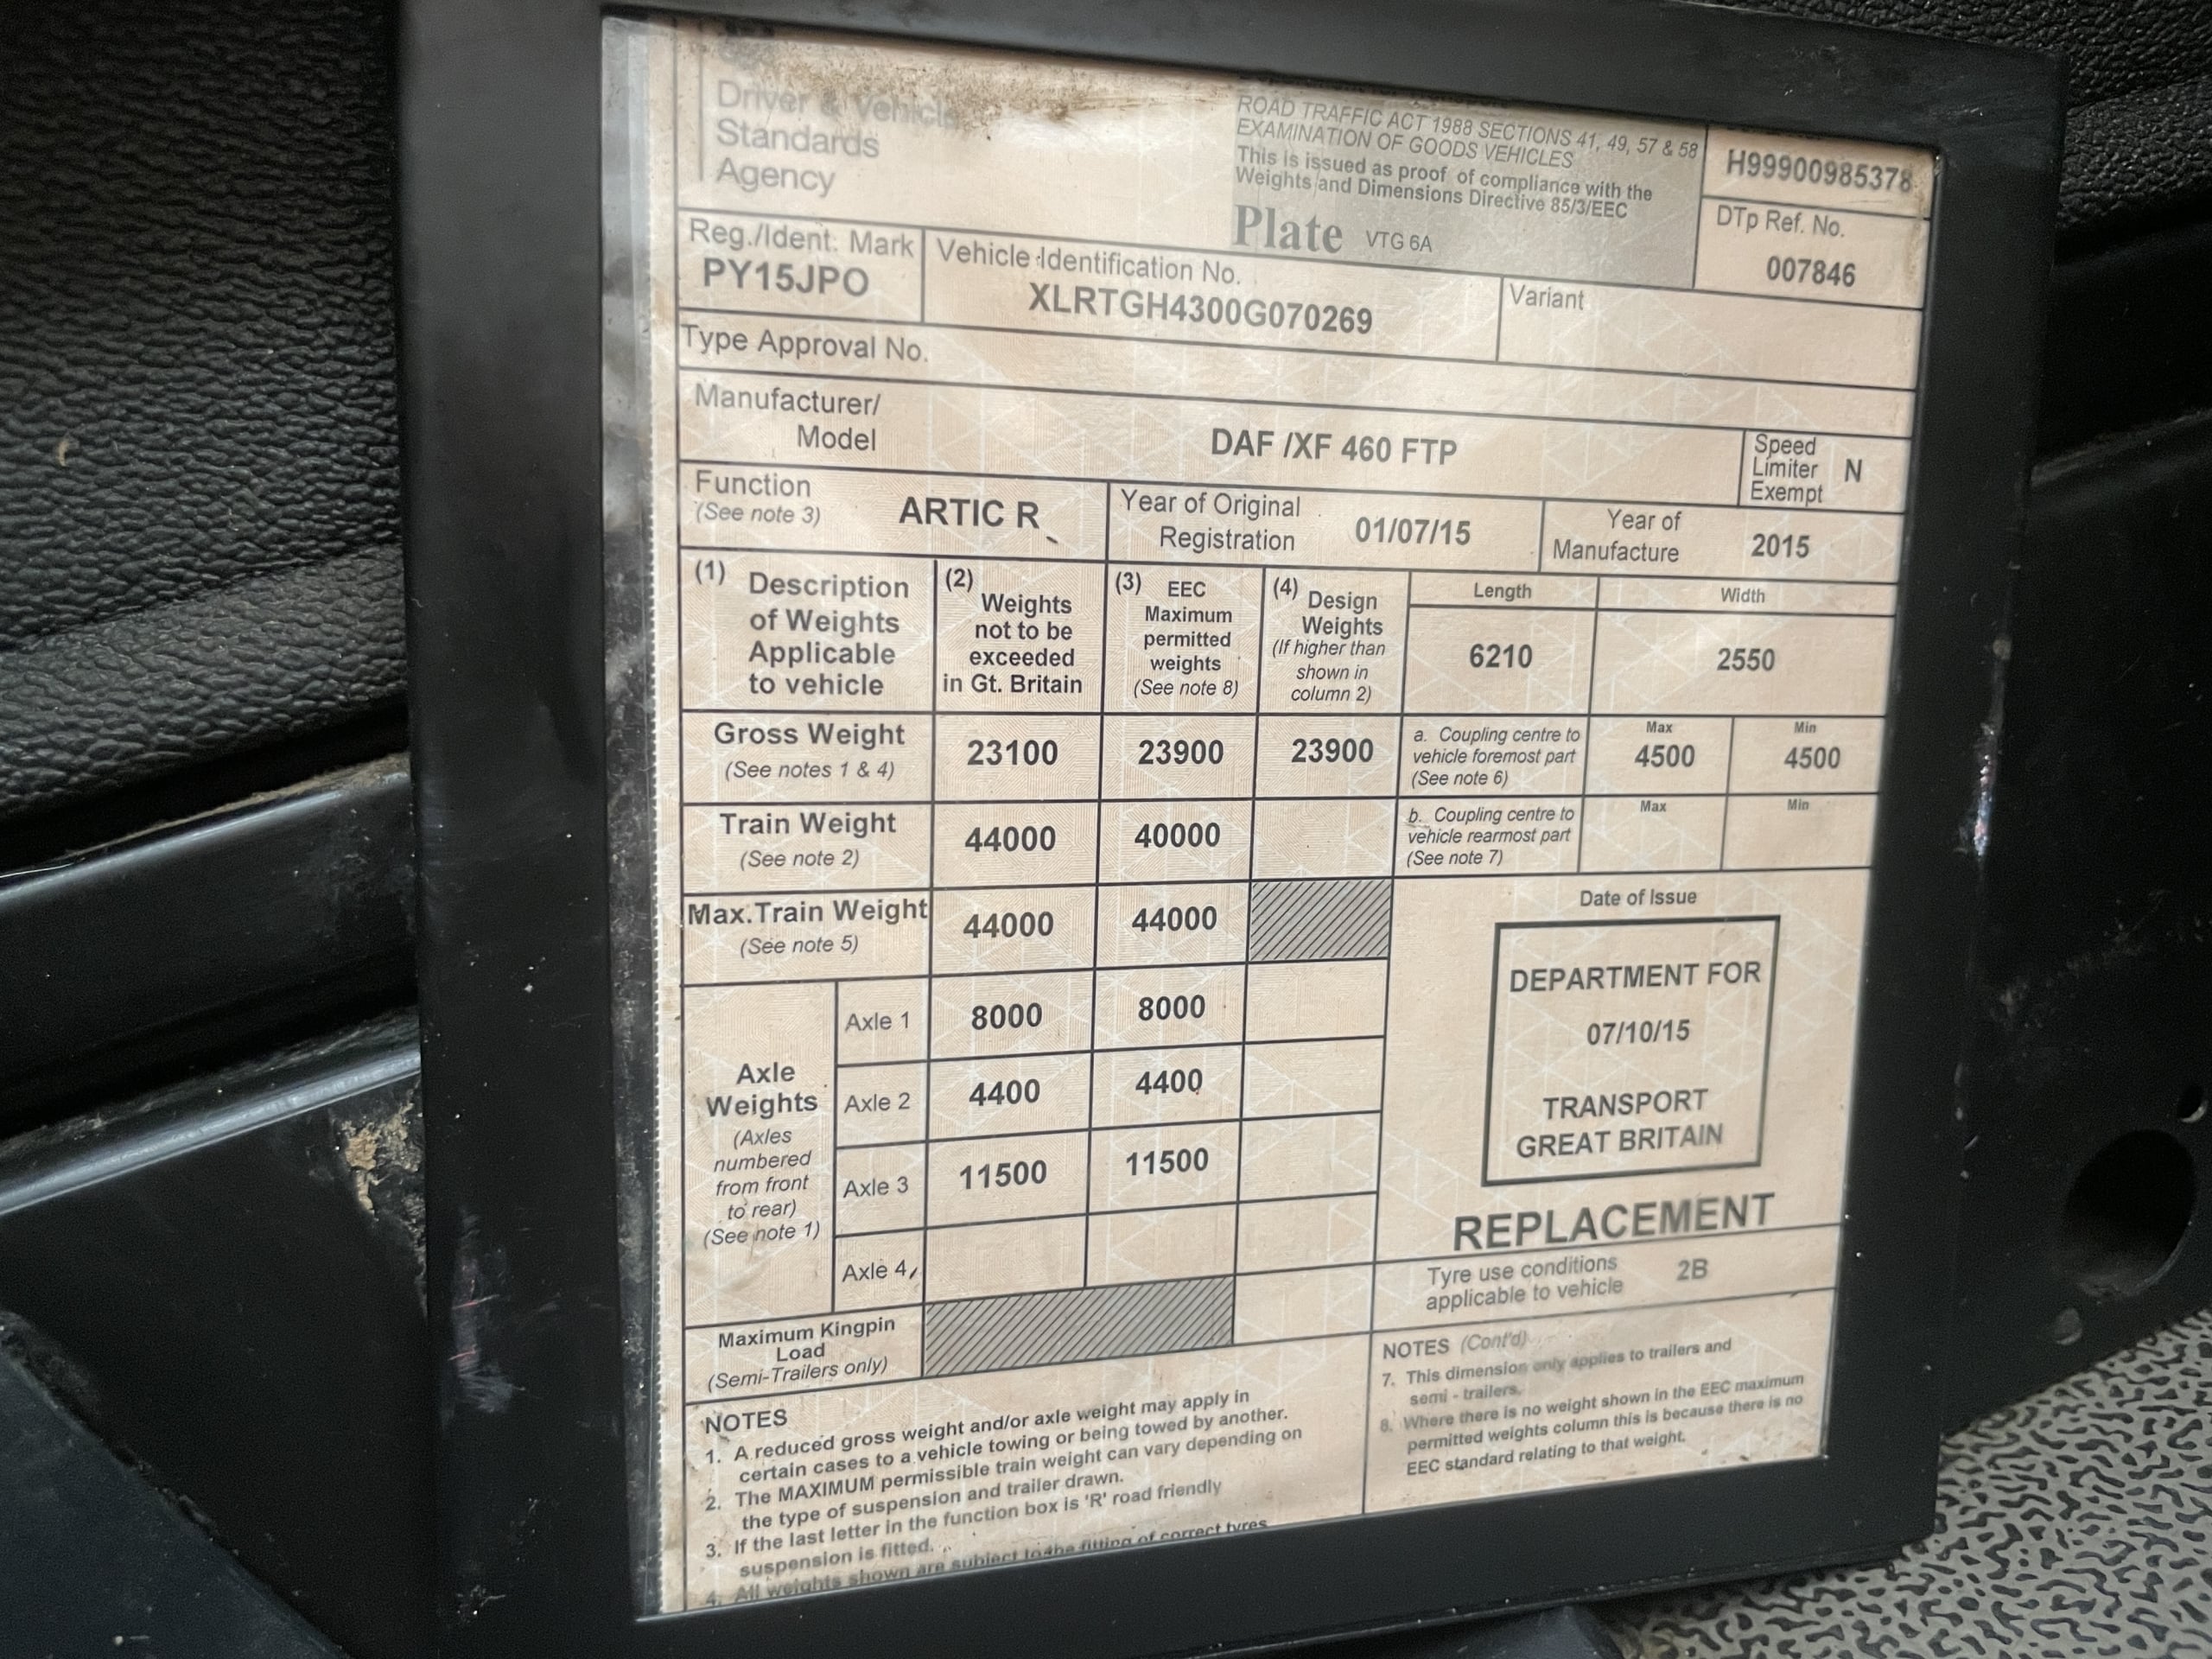 Driver & Vehicle
Standards
Agency
ROAD TRAFFIC ACT 1988 SECTIONS 41, 49, 57 & 58
EXAMINATION OF GOODS VEHICLES
This is issued as proof of compliance with the
Weights and Dimensions Directive 85/3/EEC
Plate VTG 6A
H99900985378
DTp Ref. No.
007846
Reg./Ident. Mark
PY15JPO
Vehicle Identification No.
XLRTGH4300G070269
Variant
Type Approval No.
Manufacturer/
Model
DAF /XF 460 FTP
Speed
Limiter
Exempt
N
Function
(See note 3)
ARTIC R
Year of Original
Registration
01/07/15
Year of
Manufacture
2015
(1) Description
of Weights
Applicable
to vehicle
(2) Weights
not to be
exceeded
in Gt. Britain
(3) EEC
Maximum
permitted
weights
(See note 8)
(4) Design
Weights
(If higher than
shown in
column 2)
Length
6210
Width
2550
Gross Weight
(See notes 1 & 4)
23100
23900
23900
a. Coupling centre to
vehicle foremost part
(See note 6)
Max
4500
Min
4500
Train Weight
(See note 2)
44000
40000
b. Coupling centre to
vehicle rearmost part
(See note 7)
Max
Min
Max.Train Weight
(See note 5)
44000
44000
Date of Issue
DEPARTMENT FOR
07/10/15
TRANSPORT
GREAT BRITAIN
REPLACEMENT
Axle
Weights
(Axles
numbered
from front
to rear)
(See note 1)
Axle 1
8000
8000
Axle 2
4400
4400
Axle 3
11500
11500
Axle 4
Tyre use conditions
applicable to vehicle
2B
Maximum Kingpin
Load
(Semi-Trailers only)
NOTES
1. A reduced gross weight and/or axle weight may apply in
certain cases to a vehicle towing or being towed by another.
2. The MAXIMUM permissible train weight can vary depending on
the type of suspension and trailer drawn.
3. If the last letter in the function box is 'R' road friendly
suspension is fitted.
4. All weights shown are subject to the fitting of correct tyres
NOTES (Cont'd)
7. This dimension only applies to trailers and
semi - trailers.
8. Where there is no weight shown in the EEC maximum
permitted weights column this is because there is no
EEC standard relating to that weight.